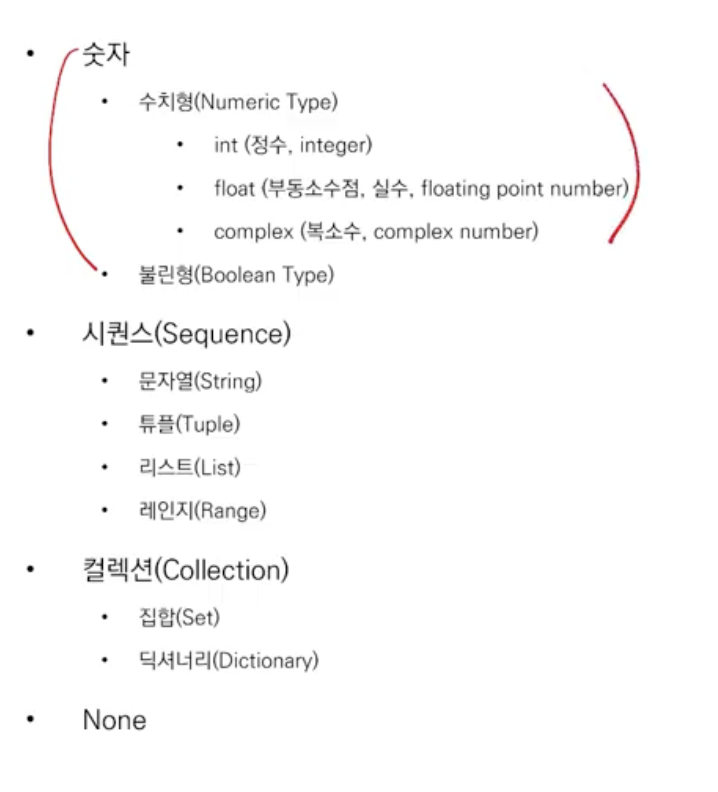 • 숫자
• 수치형(Numeric Type)
• int (정수, integer)
• float (부동소수점, 실수, floating point number)
• complex (복소수, complex number)
• 불린형(Boolean Type)
• 시퀀스(Sequence)
• 문자열(String)
• 튜플(Tuple)
• 리스트(List)
• 레인지(Range)
• 컬렉션(Collection)
• 집합(Set)
• 딕셔너리(Dictionary)
• None